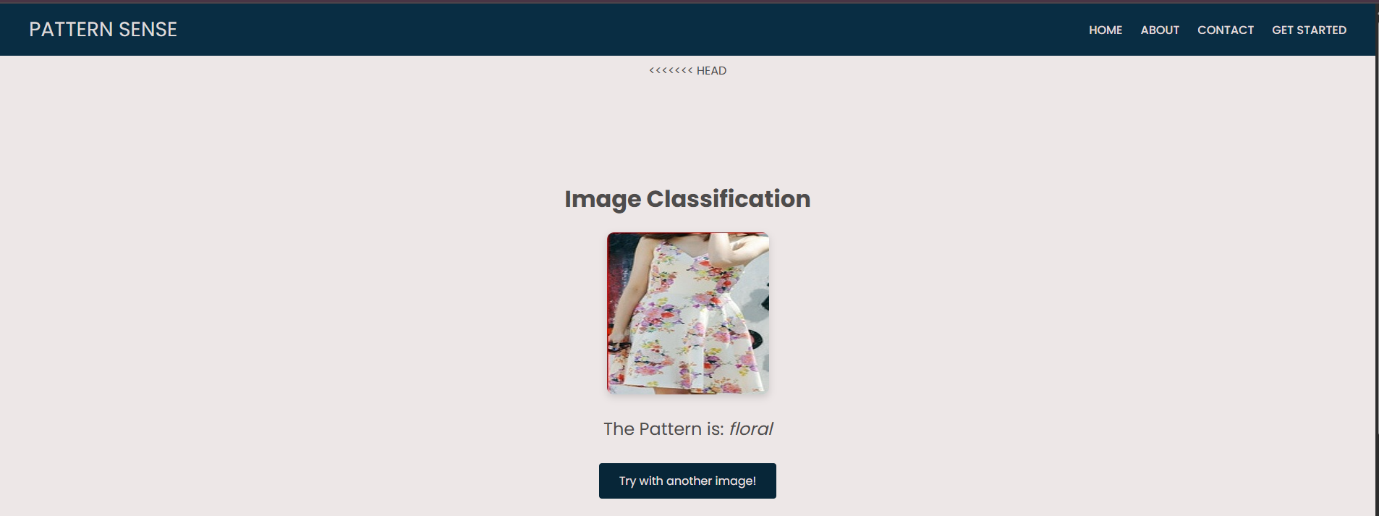 PATTERN SENSE
HOME ABOUT CONTACT GET STARTED
<<<<<<< HEAD
Image Classification
The Pattern is: floral
Try with another image!